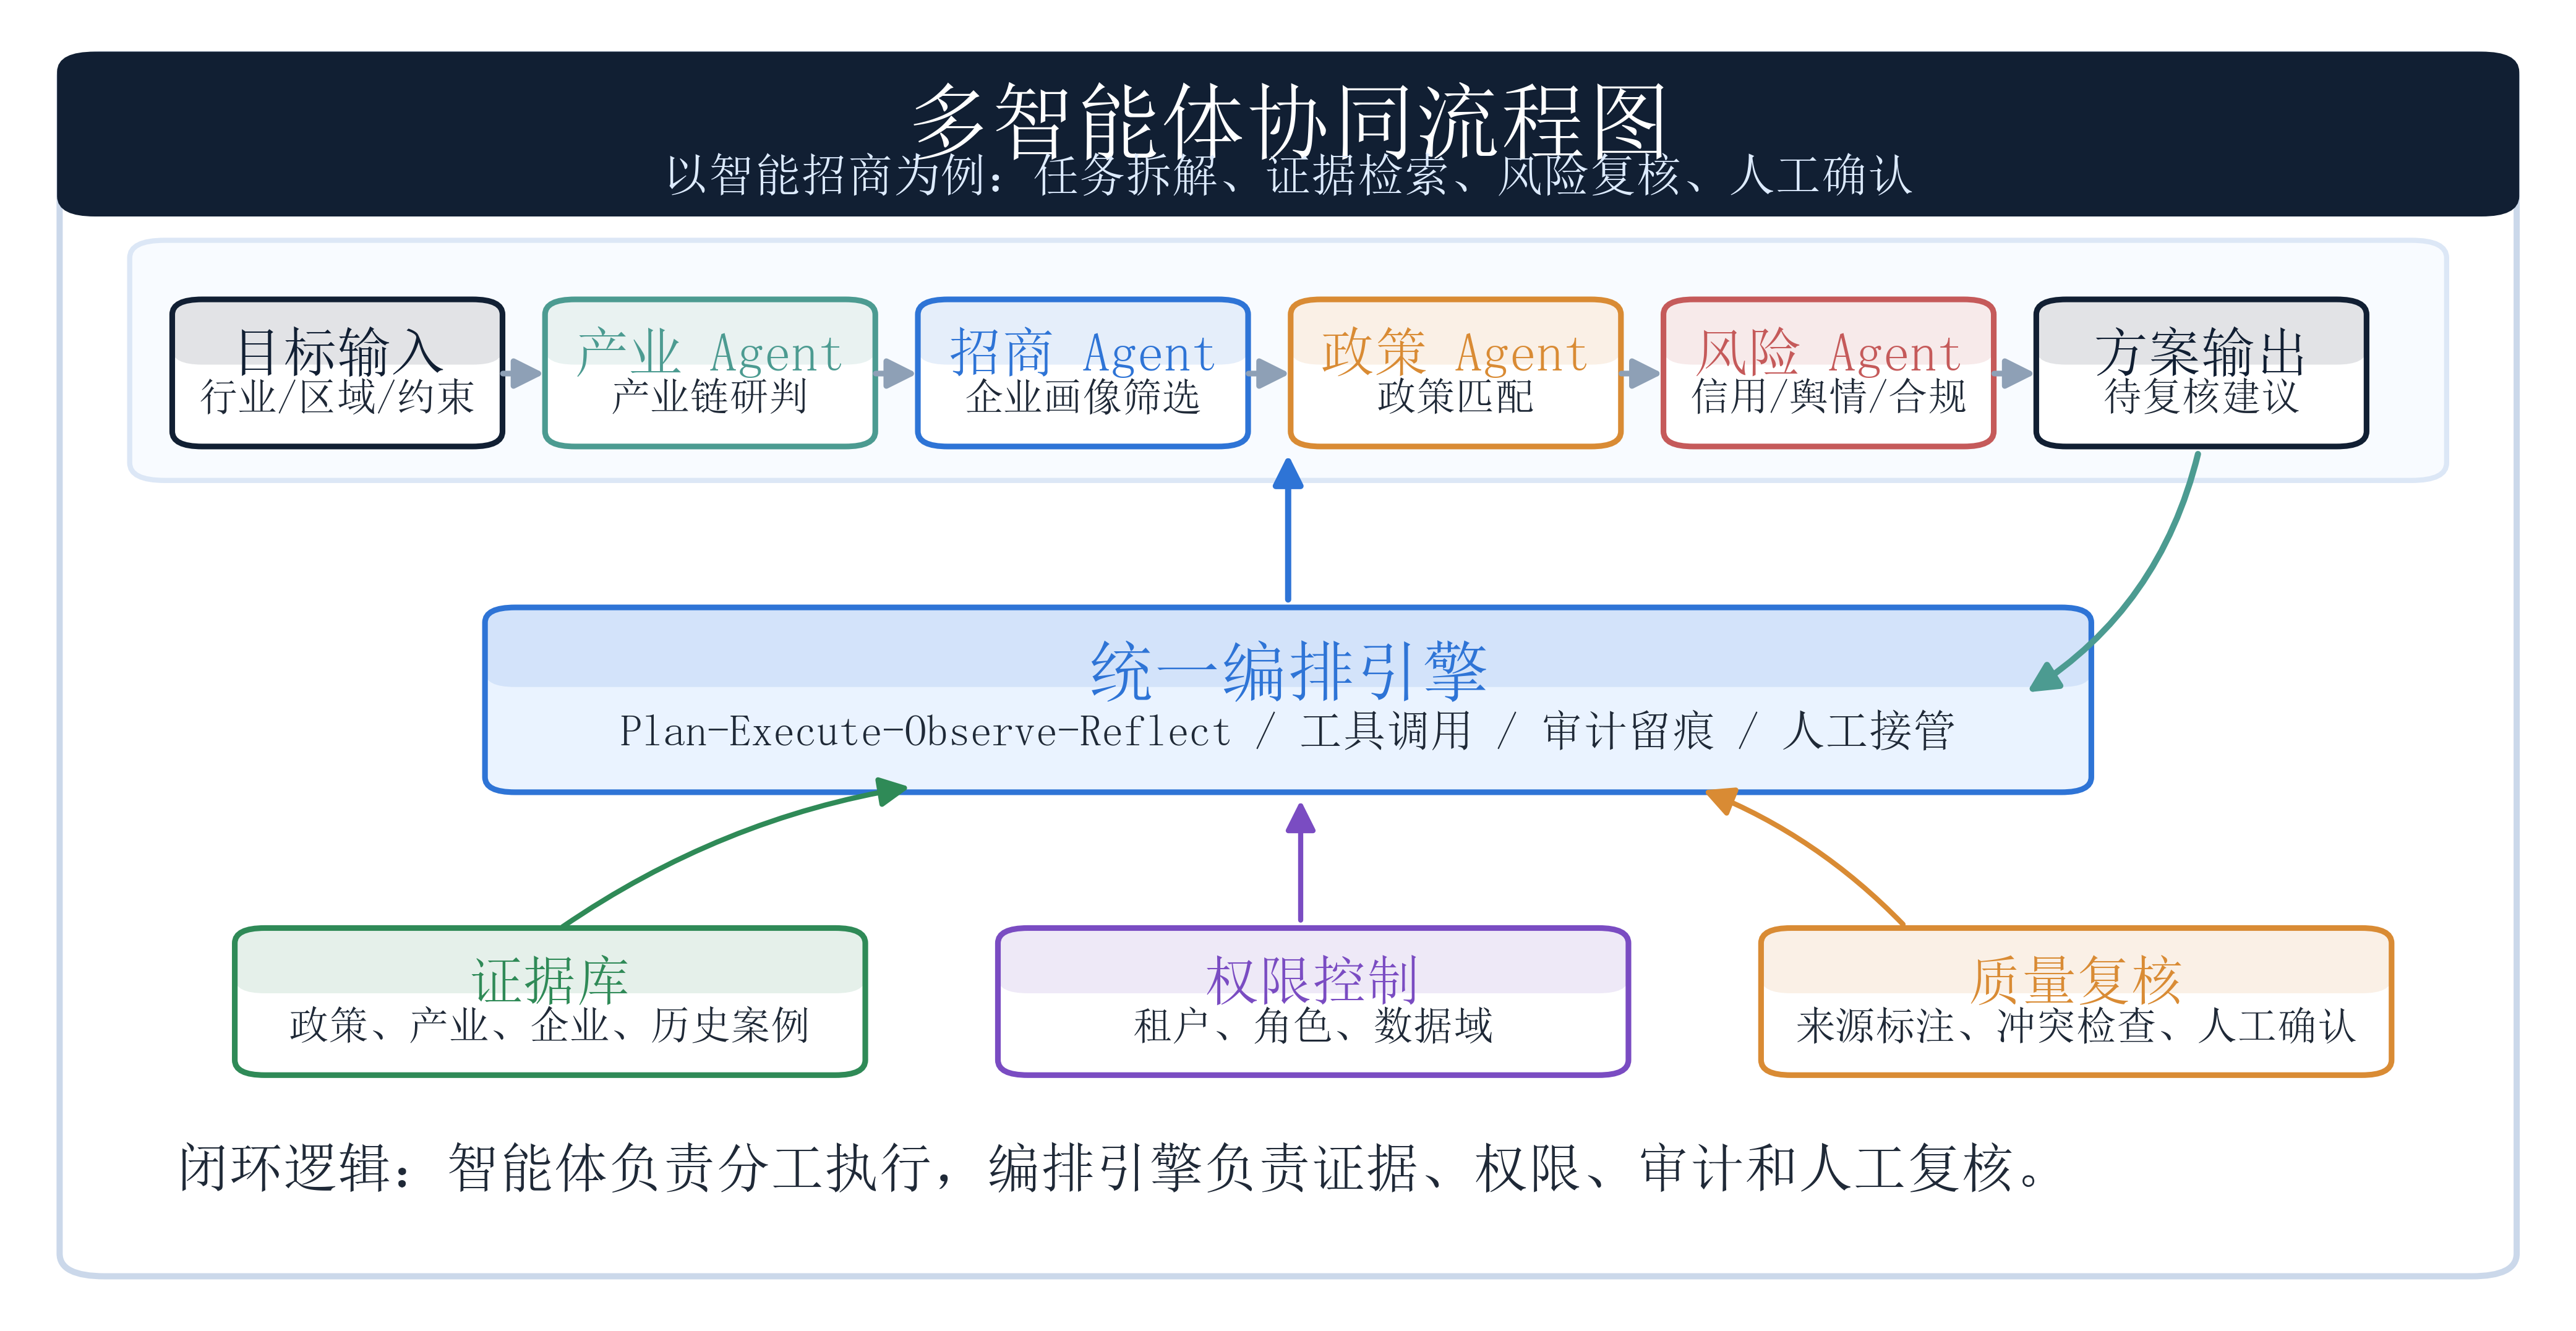 多智能体协同流程图
以智能招商为例：任务拆解、证据检索、风险复核、人工确认
目标输入
行业/区域/约束
产业 Agent
产业链研判
招商 Agent
企业画像筛选
政策 Agent
政策匹配
风险 Agent
信用/舆情/合规
方案输出
待复核建议
统一编排引擎
Plan-Execute-Observe-Reflect / 工具调用 / 审计留痕 / 人工接管
证据库
政策、产业、企业、历史案例
权限控制
租户、角色、数据域
质量复核
来源标注、冲突检查、人工确认
闭环逻辑：智能体负责分工执行，编排引擎负责证据、权限、审计和人工复核。